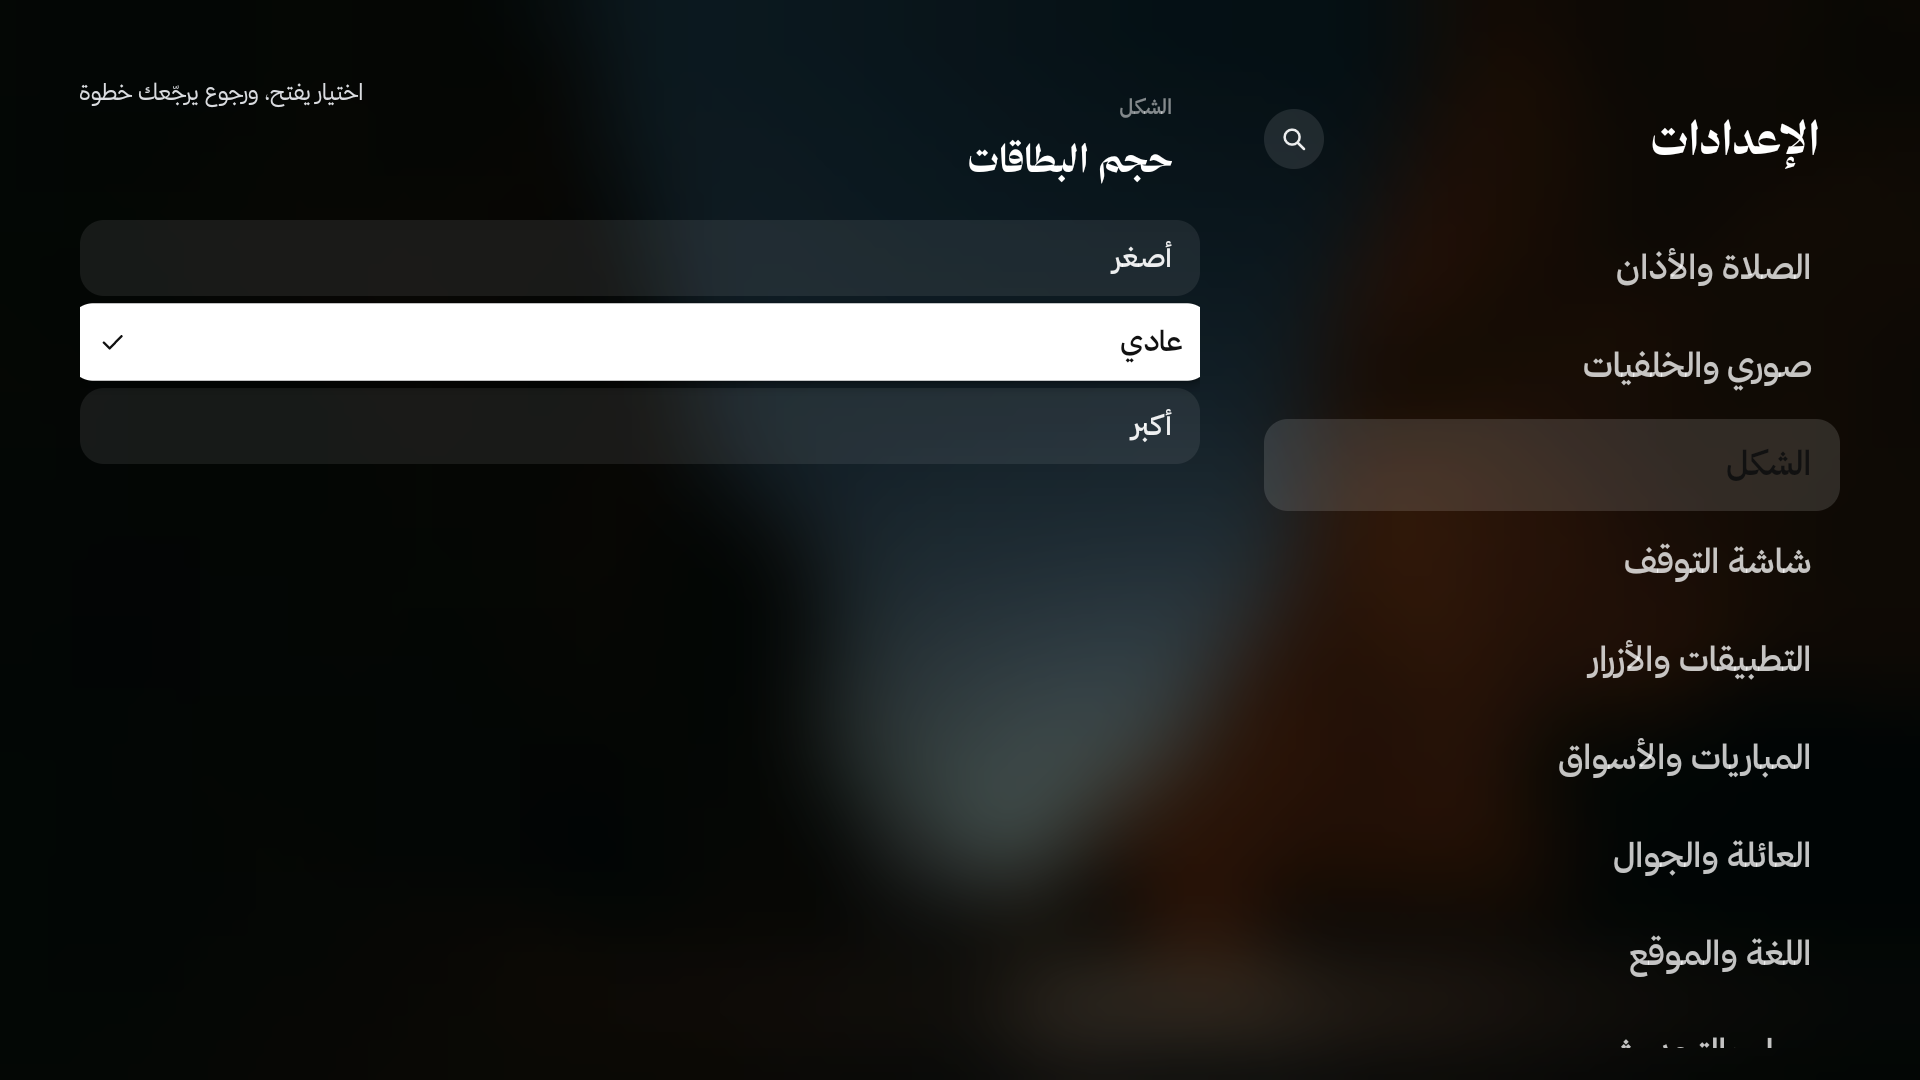 الإعدادات
الصلاة والأذان
صوري والخلفيات
الشكل
شاشة التوقف
التطبيقات والأزرار
المباريات والأسواق
العائلة والجوال
اللغة والموقع
الشكل
حجم البطاقات
أصغر
عادي
أكبر
اختيار يفتح، ورجوع يرجّعك خطوة